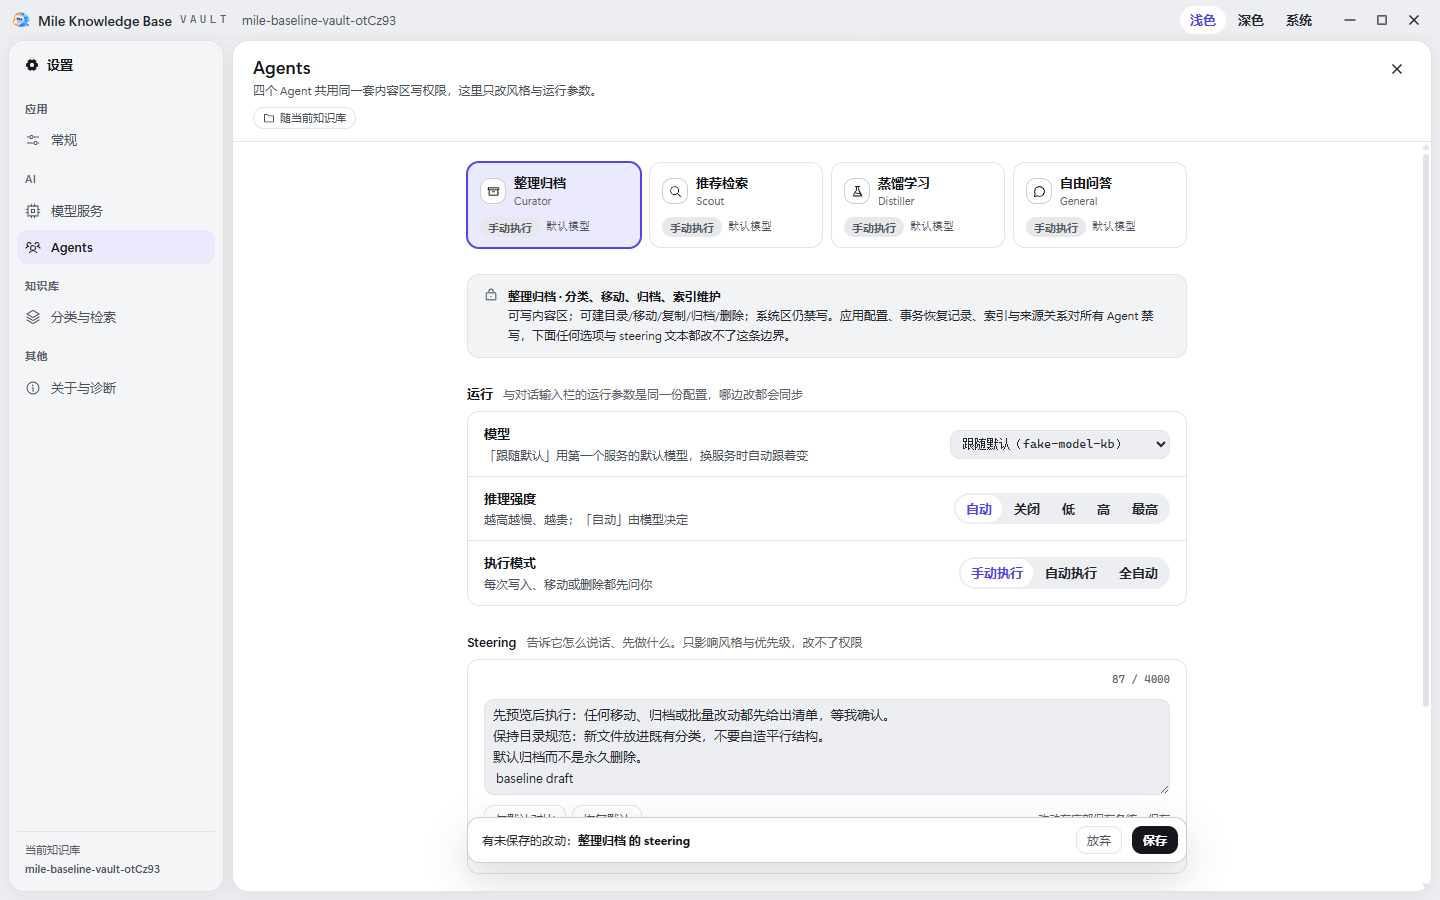 Mile Knowledge Base VAULT mile-baseline-vault-otCz93
浅色 深色 系统
设置
应用
常规
AI
模型服务
Agents
知识库
分类与检索
其他
关于与诊断
当前知识库
mile-baseline-vault-otCz93
Agents
四个 Agent 共用同一套内容区写权限，这里只改风格与运行参数。
随当前知识库
整理归档
Curator
手动执行 默认模型
推荐检索
Scout
手动执行 默认模型
蒸馏学习
Distiller
手动执行 默认模型
自由问答
General
手动执行 默认模型
整理归档 · 分类、移动、归档、索引维护
可写内容区；可建目录/移动/复制/归档/删除；系统区仍禁写。应用配置、事务恢复记录、索引与来源关系对所有 Agent 禁
写，下面任何选项与 steering 文本都改不了这条边界。
运行 与对话输入栏的运行参数是同一份配置，哪边改都会同步
模型
「跟随默认」用第一个服务的默认模型，换服务时自动跟着变
跟随默认（fake-model-kb）
推理强度
越高越慢、越贵；「自动」由模型决定
自动 关闭 低 高 最高
执行模式
每次写入、移动或删除都先问你
手动执行 自动执行 全自动
Steering 告诉它怎么说话、先做什么。只影响风格与优先级，改不了权限
87 / 4000
先预览后执行：任何移动、归档或批量改动都先给出清单，等我确认。
保持目录规范：新文件放进既有分类，不要自造平行结构。
默认归档而不是永久删除。
baseline draft
有未保存的改动：整理归档 的 steering
放弃 保存